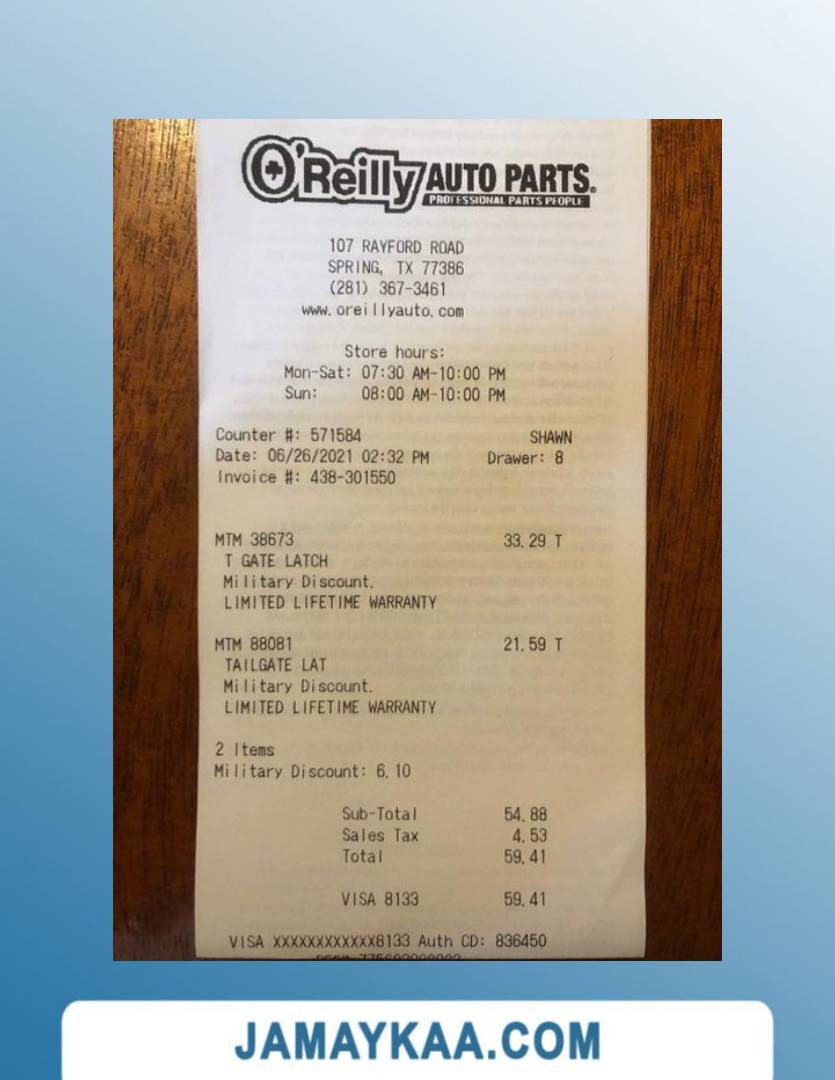 O'Reilly AUTO PARTS.
PROFESSIONAL PARTS PEOPLE
107 RAYFORD ROAD
SPRING, TX 77386
(281) 367-3461
www.oreillyauto.com
Store hours:
Mon-Sat: 07:30 AM-10:00 PM
Sun: 08:00 AM-10:00 PM
Counter #: 571584 SHAWN
Date: 06/26/2021 02:32 PM Drawer: 8
Invoice #: 438-301550
MTM 38673 33.29 T
T GATE LATCH
Military Discount.
LIMITED LIFETIME WARRANTY
MTM 88081 21.59 T
TAILGATE LAT
Military Discount.
LIMITED LIFETIME WARRANTY
2 Items
Military Discount: 6.10
Sub-Total 54.88
Sales Tax 4.53
Total 59.41
VISA 8133 59.41
VISA XXXXXXXXXXXX8133 Auth CD: 836450
JAMAYKAA.COM